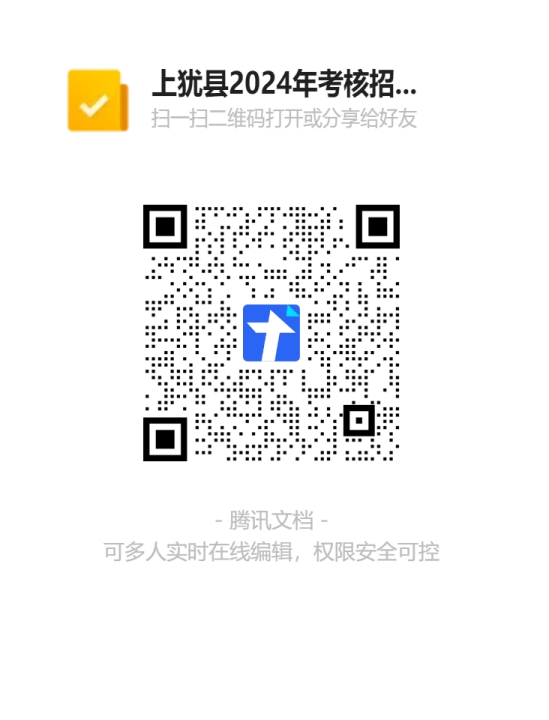 上犹县2024年考核招...
扫一扫二维码打开或分享给好友
- 腾讯文档 -
可多人实时在线编辑，权限安全可控